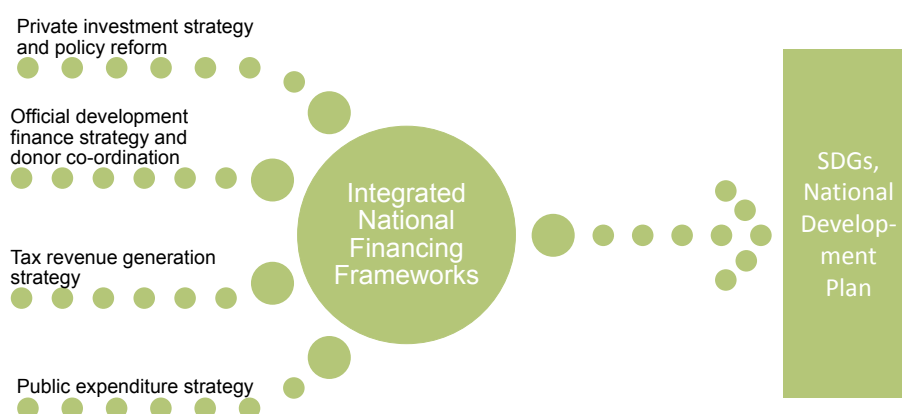 Private investment strategy
and policy reform
Official development
finance strategy and
donor co-ordination
Tax revenue generation
strategy
Public expenditure strategy
Integrated
National
Financing
Frameworks
SDGs,
National
Develop-
ment
Plan